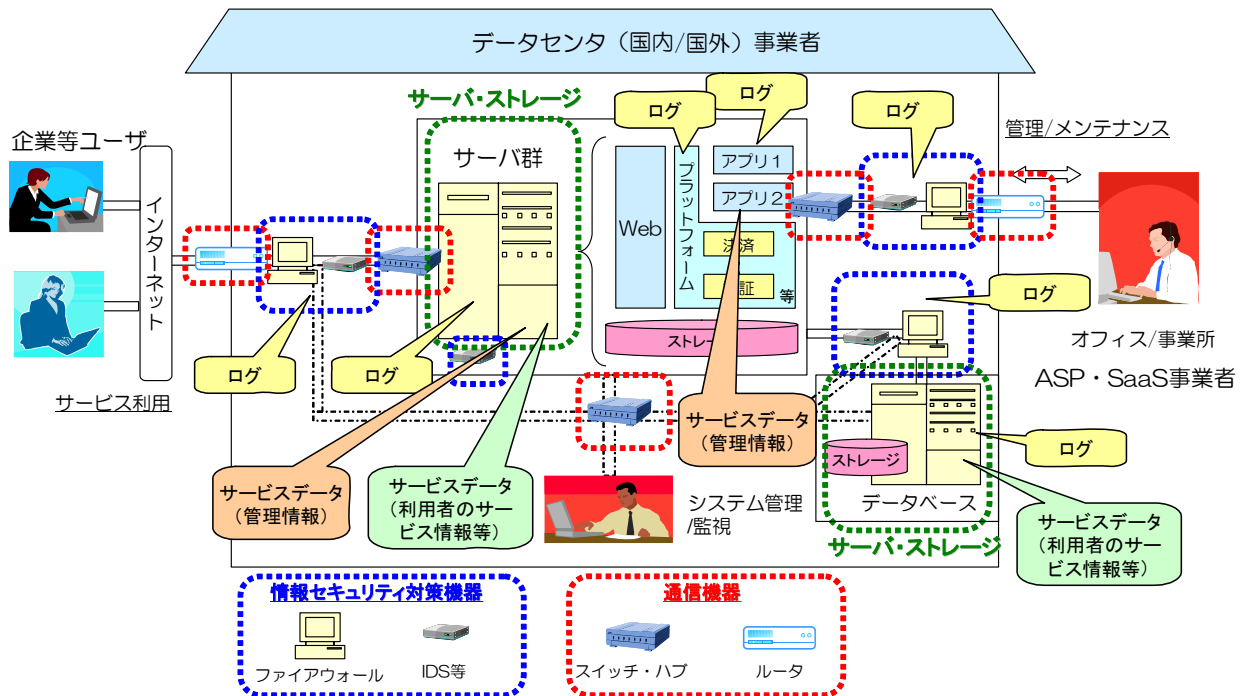 データセンタ（国内/国外）事業者
サーバ・ストレージ
ログ
ログ
ログ
管理/メンテナンス
企業等ユーザ
サーバ群
アプリ１
アプリ２
プラットフォーム
Web
インターネット
決済
等
ログ
ストレージ
オフィス/事業所
ASP・SaaS事業者
ログ
ログ
サービス利用
サービスデータ
（管理情報）
ログ
ストレージ
サービスデータ
（管理情報）
サービスデータ
（利用者のサー
ビス情報等）
システム管理
/監視
データベース
サーバ・ストレージ
サービスデータ
（利用者のサー
ビス情報等）
情報セキュリティ対策機器
通信機器
ファイアウォール
IDS等
スイッチ・ハブ
ルータ